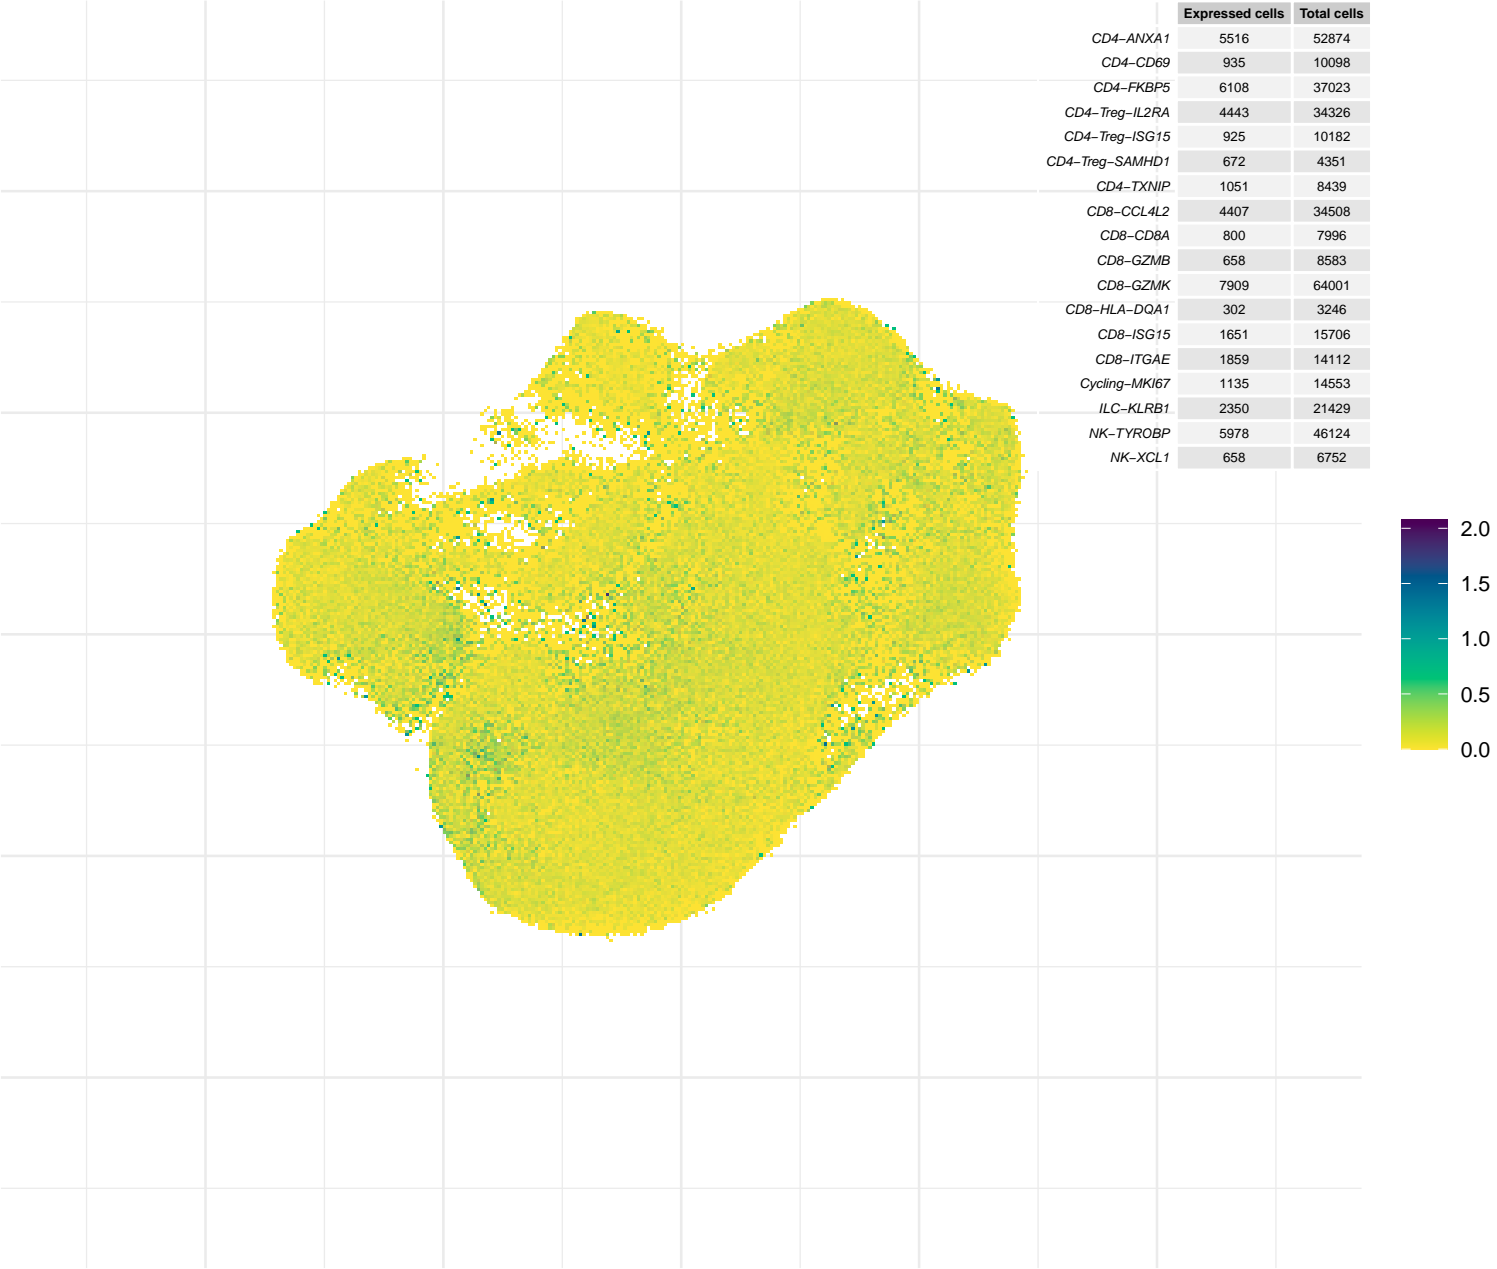 Expressed cells Total cells
CD4−ANXA1 5516 52874
CD4−CD69 935 10098
CD4−FKBP5 6108 37023
CD4−Treg−IL2RA 4443 34326
CD4−Treg−ISG15 925 10182
CD4−Treg−SAMHD1 672 4351
CD4−TXNIP 1051 8439
CD8−CCL4L2 4407 34508
CD8−CD8A 800 7996
CD8−GZMB 658 8583
CD8−GZMK 7909 64001
CD8−HLA−DQA1 302 3246
CD8−ISG15 1651 15706
CD8−ITGAE 1859 14112
Cycling−MKI67 1135 14553
ILC−KLRB1 2350 21429
NK−TYROBP 5978 46124
NK−XCL1 658 6752
2.0
1.5
1.0
0.5
0.0